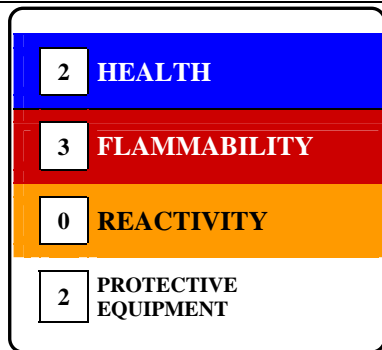 2 HEALTH
3 FLAMMABILITY
0 REACTIVITY
2 PROTECTIVE
EQUIPMENT